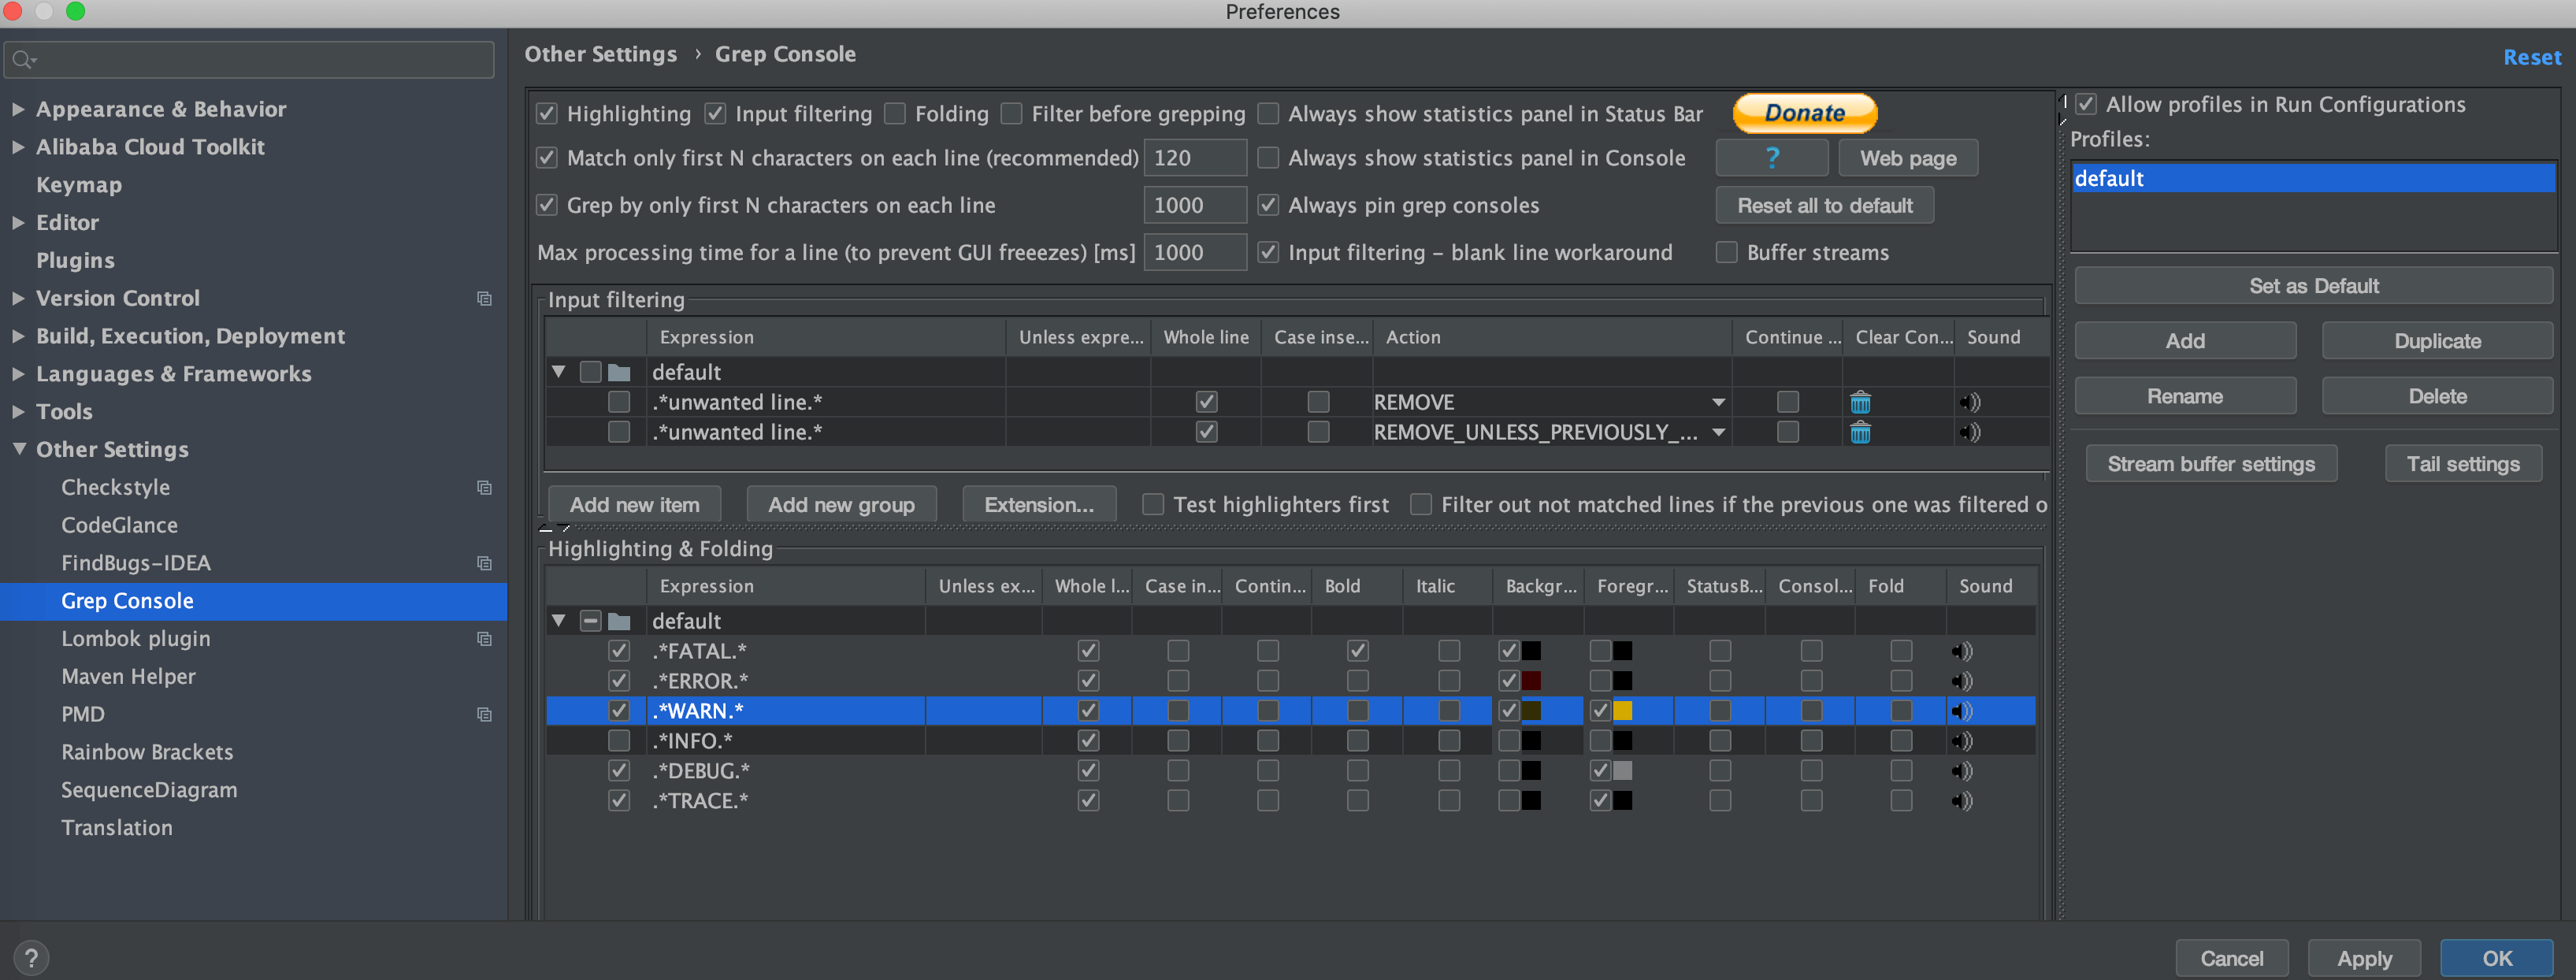 Preferences
Other Settings › Grep Console
Reset
Appearance & Behavior
Alibaba Cloud Toolkit
Keymap
Editor
Plugins
Version Control
Build, Execution, Deployment
Languages & Frameworks
Tools
Other Settings
Checkstyle
CodeGlance
FindBugs-IDEA
Grep Console
Lombok plugin
Maven Helper
PMD
Rainbow Brackets
SequenceDiagram
Translation
Highlighting Input filtering Folding Filter before grepping Always show statistics panel in Status Bar Donate
Match only first N characters on each line (recommended) 120 Always show statistics panel in Console ? Web page
Grep by only first N characters on each line 1000 Always pin grep consoles Reset all to default
Max processing time for a line (to prevent GUI freeezes) [ms] 1000 Input filtering - blank line workaround Buffer streams
Input filtering
Expression Unless expre... Whole line Case inse... Action Continue ... Clear Con... Sound
default
.*unwanted line.* REMOVE
.*unwanted line.* REMOVE_UNLESS_PREVIOUSLY_...
Add new item Add new group Extension... Test highlighters first Filter out not matched lines if the previous one was filtered o
Highlighting & Folding
Expression Unless ex... Whole l... Case in... Contin... Bold Italic Backgr... Foregr... StatusB... Consol... Fold Sound
default
.*FATAL.*
.*ERROR.*
.*WARN.*
.*INFO.*
.*DEBUG.*
.*TRACE.*
Allow profiles in Run Configurations
Profiles:
default
Set as Default
Add Duplicate
Rename Delete
Stream buffer settings Tail settings
?
Cancel Apply OK